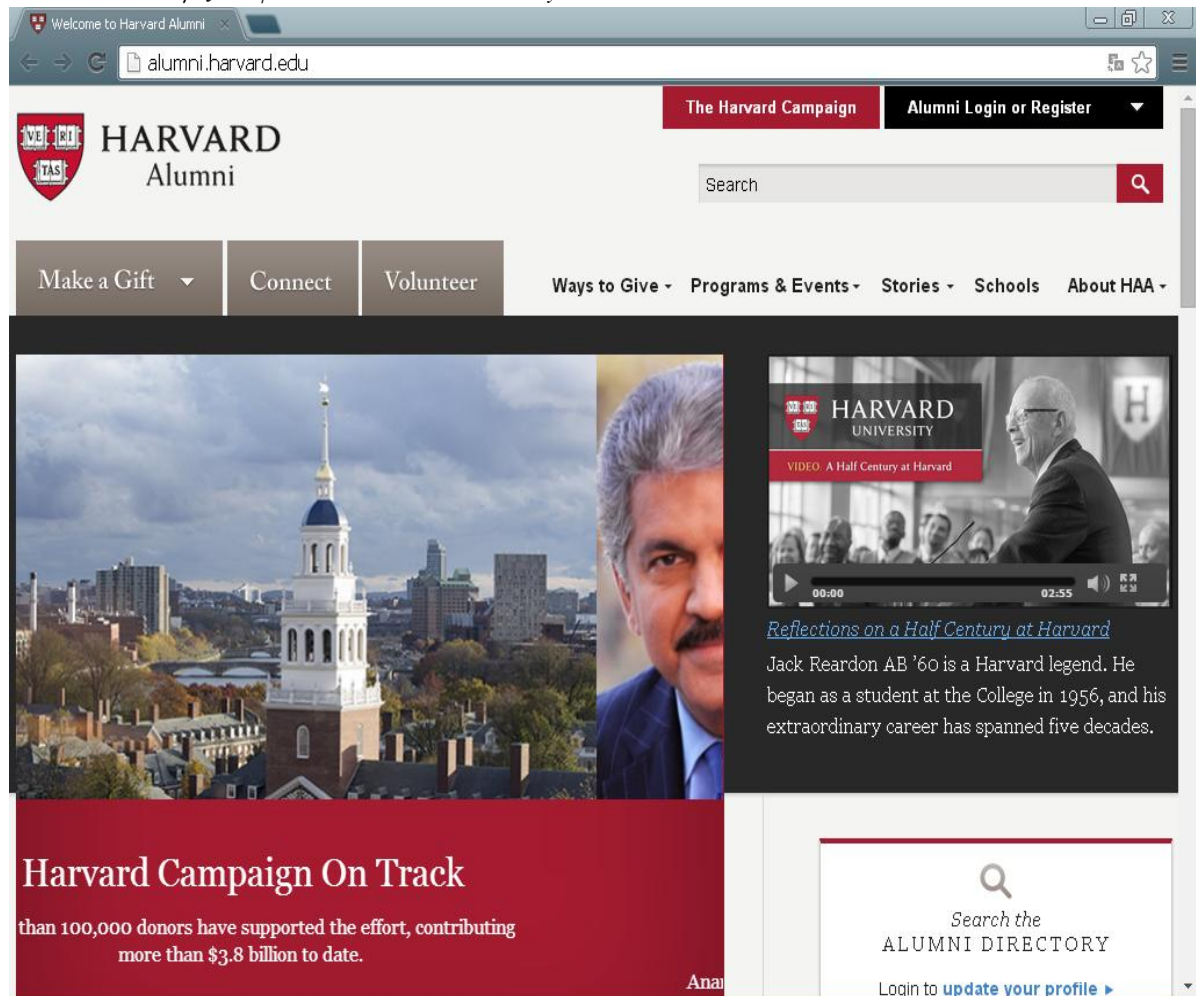 Welcome to Harvard Alumni
alumni.harvard.edu
The Harvard Campaign
Alumni Login or Register
VE RI TAS
HARVARD
Alumni
Search
Make a Gift
Connect
Volunteer
Ways to Give
Programs & Events
Stories
Schools
About HAA
VE RI TAS
HARVARD
UNIVERSITY
VIDEO: A Half Century at Harvard
H
00:00
02:55
Reflections on a Half Century at Harvard
Jack Reardon AB '60 is a Harvard legend. He
began as a student at the College in 1956, and his
extraordinary career has spanned five decades.
Harvard Campaign On Track
than 100,000 donors have supported the effort, contributing
more than $3.8 billion to date.
Search the
ALUMNI DIRECTORY
Login to update your profile